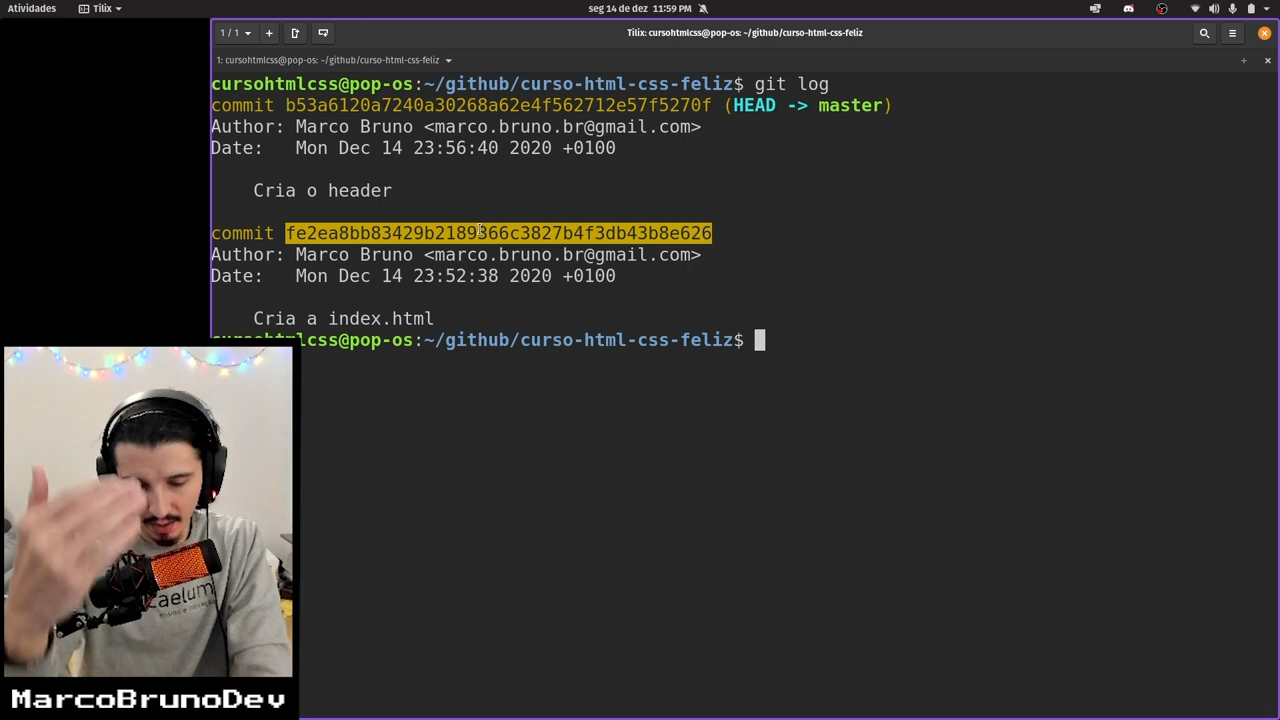 Atividades
Tilix
seg 14 de dez 11:59 PM
1 / 1
Tilix: cursohtmlcss@pop-os: ~/github/curso-html-css-feliz
1: cursohtmlcss@pop-os: ~/github/curso-html-css-feliz
cursohtmlcss@pop-os:~/github/curso-html-css-feliz$ git log
commit b53a6120a7240a30268a62e4f562712e57f5270f (HEAD -> master)
Author: Marco Bruno <marco.bruno.br@gmail.com>
Date:   Mon Dec 14 23:56:40 2020 +0100
Cria o header
commit fe2ea8bb83429b2189866c3827b4f3db43b8e626
Author: Marco Bruno <marco.bruno.br@gmail.com>
Date:   Mon Dec 14 23:52:38 2020 +0100
Cria a index.html
cursohtmlcss@pop-os:~/github/curso-html-css-feliz$
caelum
MarcoBrunoDev